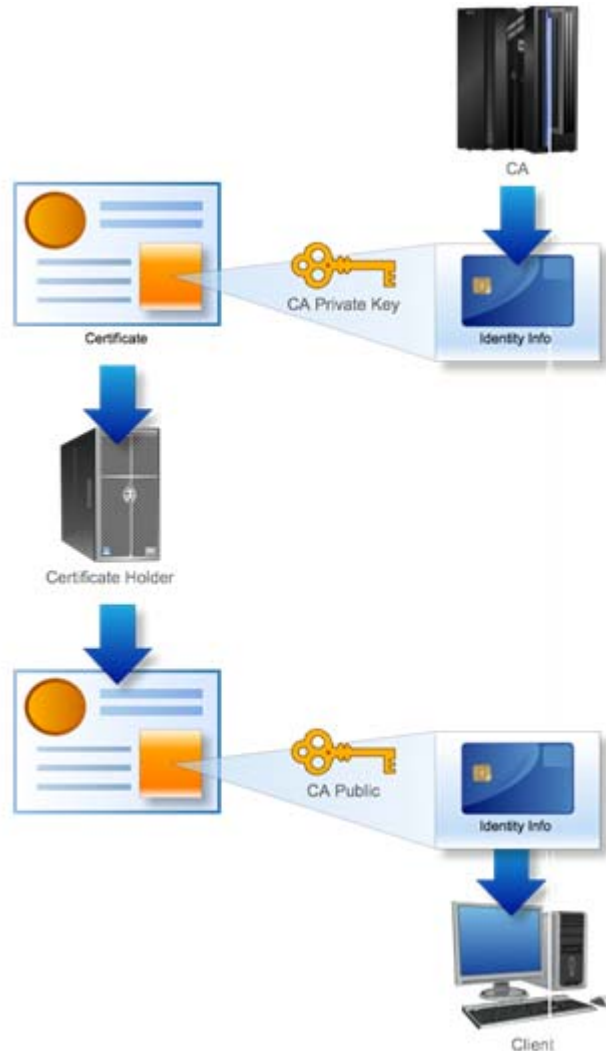 CA
CA Private Key
Certificate
Identity Info
Certificate Holder
CA Public
Identity Info
Client